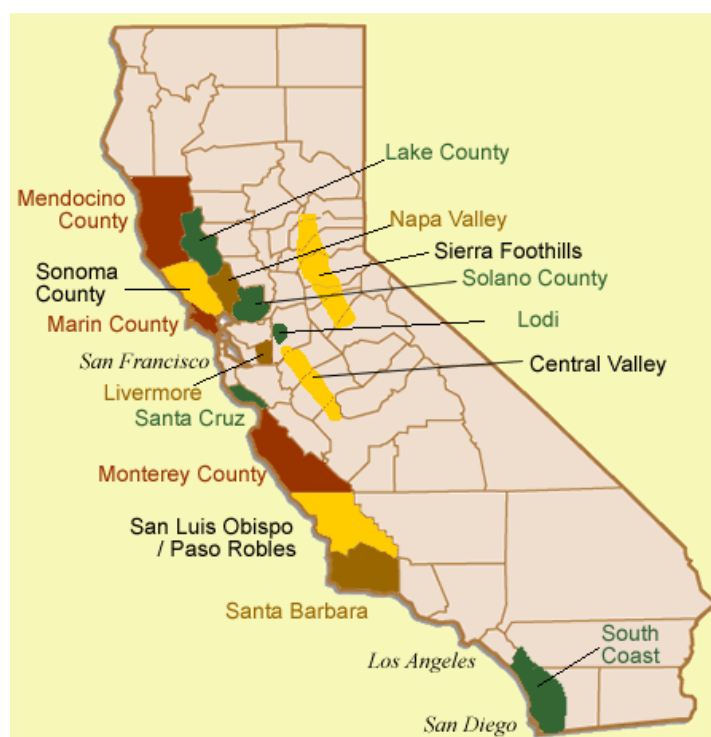 Lake County
Mendocino
County
Napa Valley
Sierra Foothills
Sonoma
County
Solano County
Marin County
Lodi
San Francisco
Central Valley
Livermore
Santa Cruz
Monterey County
San Luis Obispo
/ Paso Robles
Santa Barbara
South
Coast
Los Angeles
San Diego